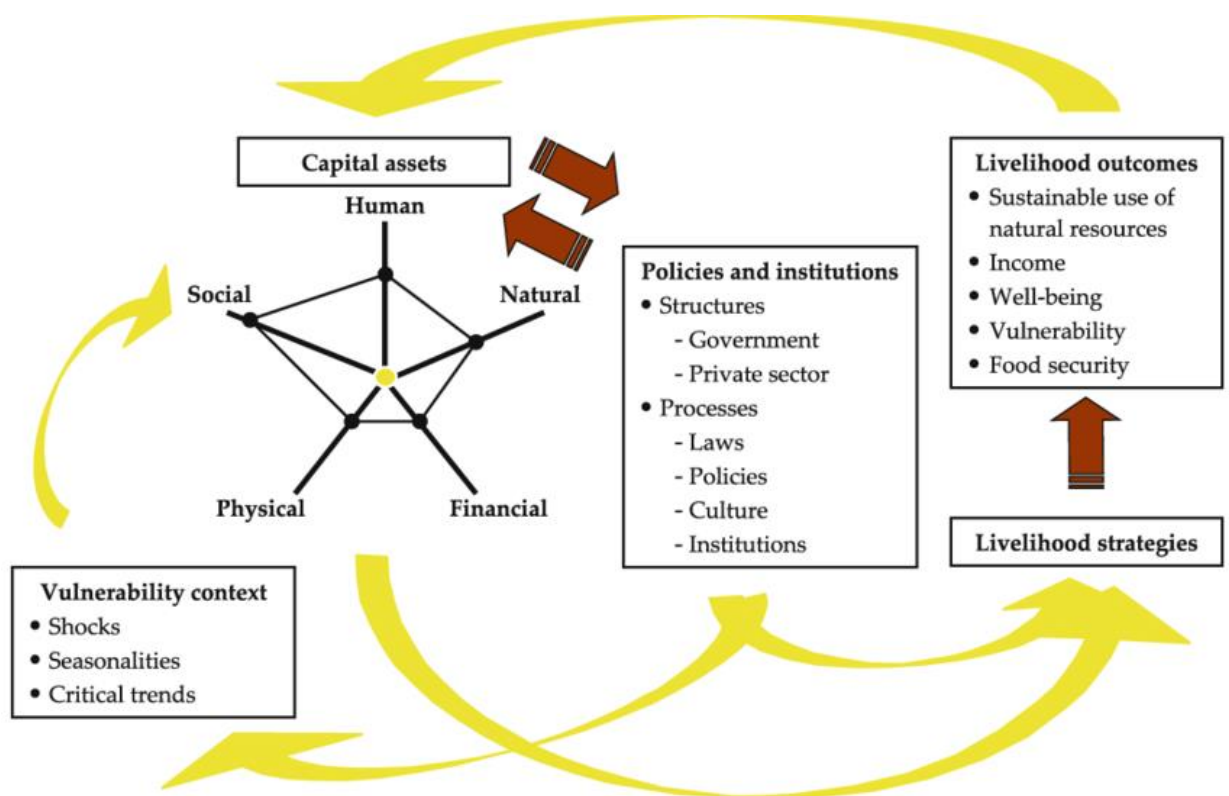 Capital assets
Human
Social
Natural
Physical
Financial
Vulnerability context
• Shocks
• Seasonalities
• Critical trends
Policies and institutions
• Structures
- Government
- Private sector
• Processes
- Laws
- Policies
- Culture
- Institutions
Livelihood outcomes
• Sustainable use of
natural resources
• Income
• Well-being
• Vulnerability
• Food security
Livelihood strategies